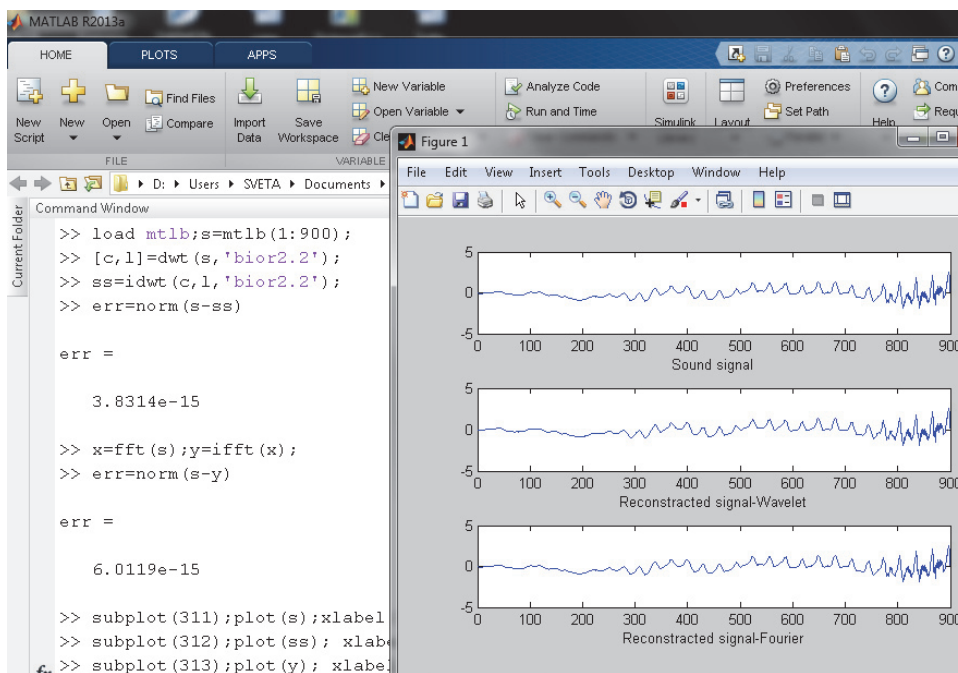 MATLAB R2013a
HOME PLOTS APPS
New Script
New
Open
Find Files
Compare
Import Data
Save Workspace
New Variable
Open Variable
Analyze Code
Run and Time
Simulink
Layout
Preferences
Set Path
Help
FILE
VARIABLE
D: Users SVETA Documents
Current Folder
Command Window
>> load mtlb;s=mtlb(1:900);
>> [c,l]=dwt(s,'bior2.2');
>> ss=idwt(c,l,'bior2.2');
>> err=norm(s-ss)
err =
3.8314e-15
>> x=fft(s);y=ifft(x);
>> err=norm(s-y)
err =
6.0119e-15
>> subplot(311);plot(s);xlabel
>> subplot(312);plot(ss); xlabe
>> subplot(313);plot(y); xlabel
fx
Figure 1
File Edit View Insert Tools Desktop Window Help
5
0
-5
0 100 200 300 400 500 600 700 800 900
Sound signal
5
0
-5
0 100 200 300 400 500 600 700 800 900
Reconstracted signal-Wavelet
5
0
-5
0 100 200 300 400 500 600 700 800 900
Reconstracted signal-Fourier